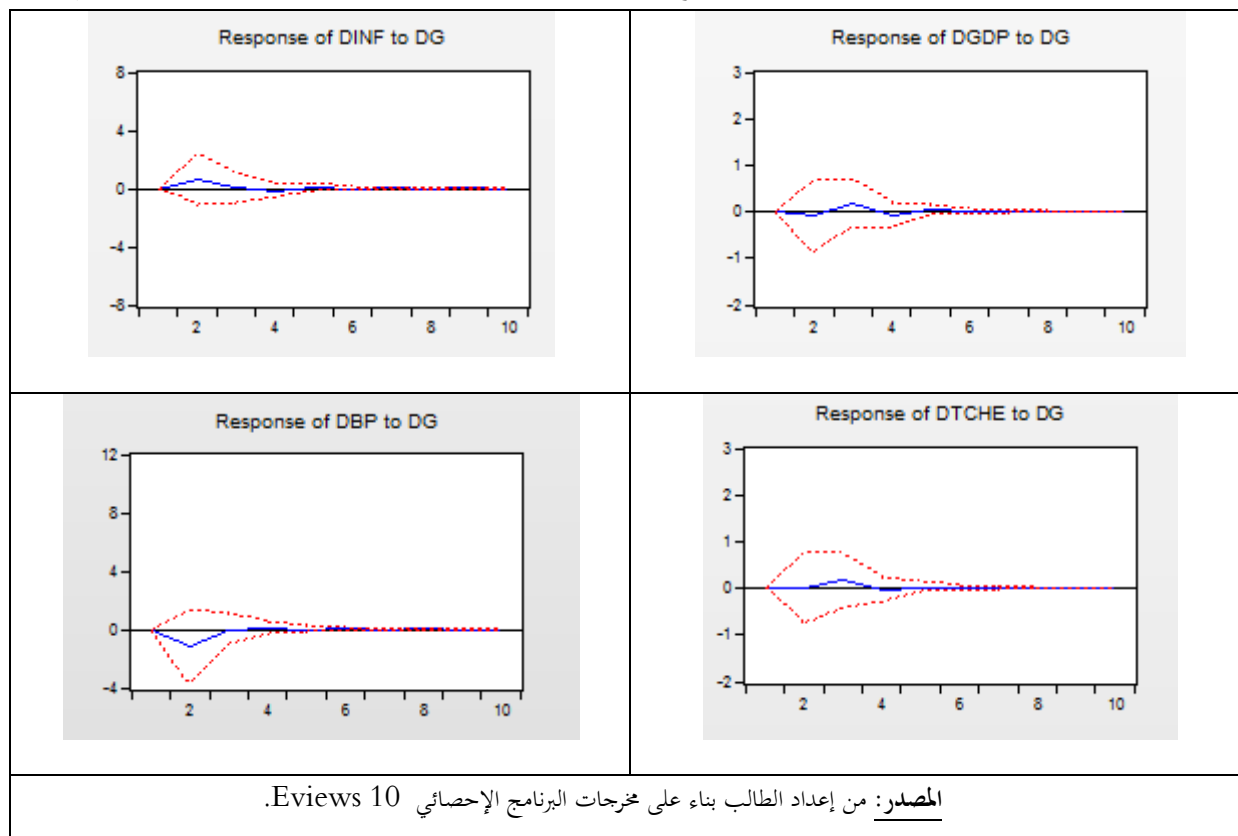 Response of DINF to DG
8
4
0
-4
-8
2 4 6 8 10
Response of DGDP to DG
3
2
1
0
-1
-2
2 4 6 8 10
Response of DBP to DG
12
8
4
0
-4
2 4 6 8 10
Response of DTCHE to DG
3
2
1
0
-1
-2
2 4 6 8 10
المصدر: من إعداد الطالب بناء على مخرجات البرنامج الإحصائي Eviews 10.